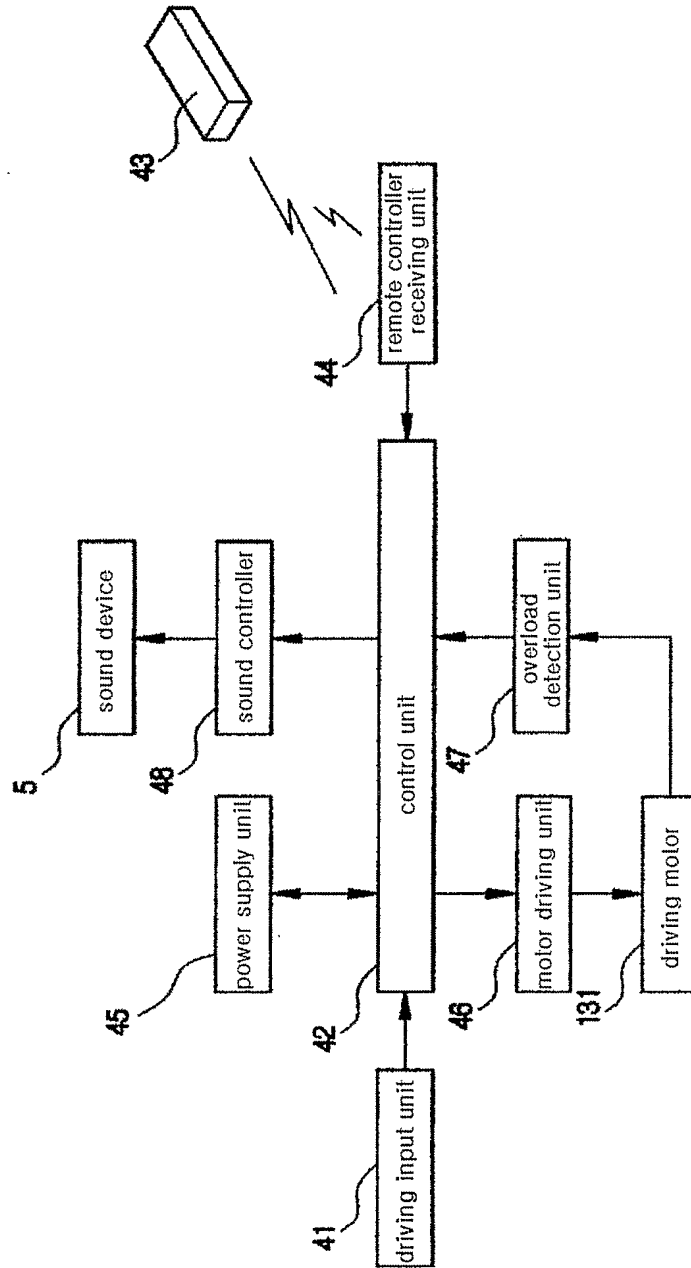 5
sound device
43
45
power supply unit
48
sound controller
44
remote controller
receiving unit
41
driving input unit
42
control unit
46
motor driving unit
47
overload
detection unit
131
driving motor